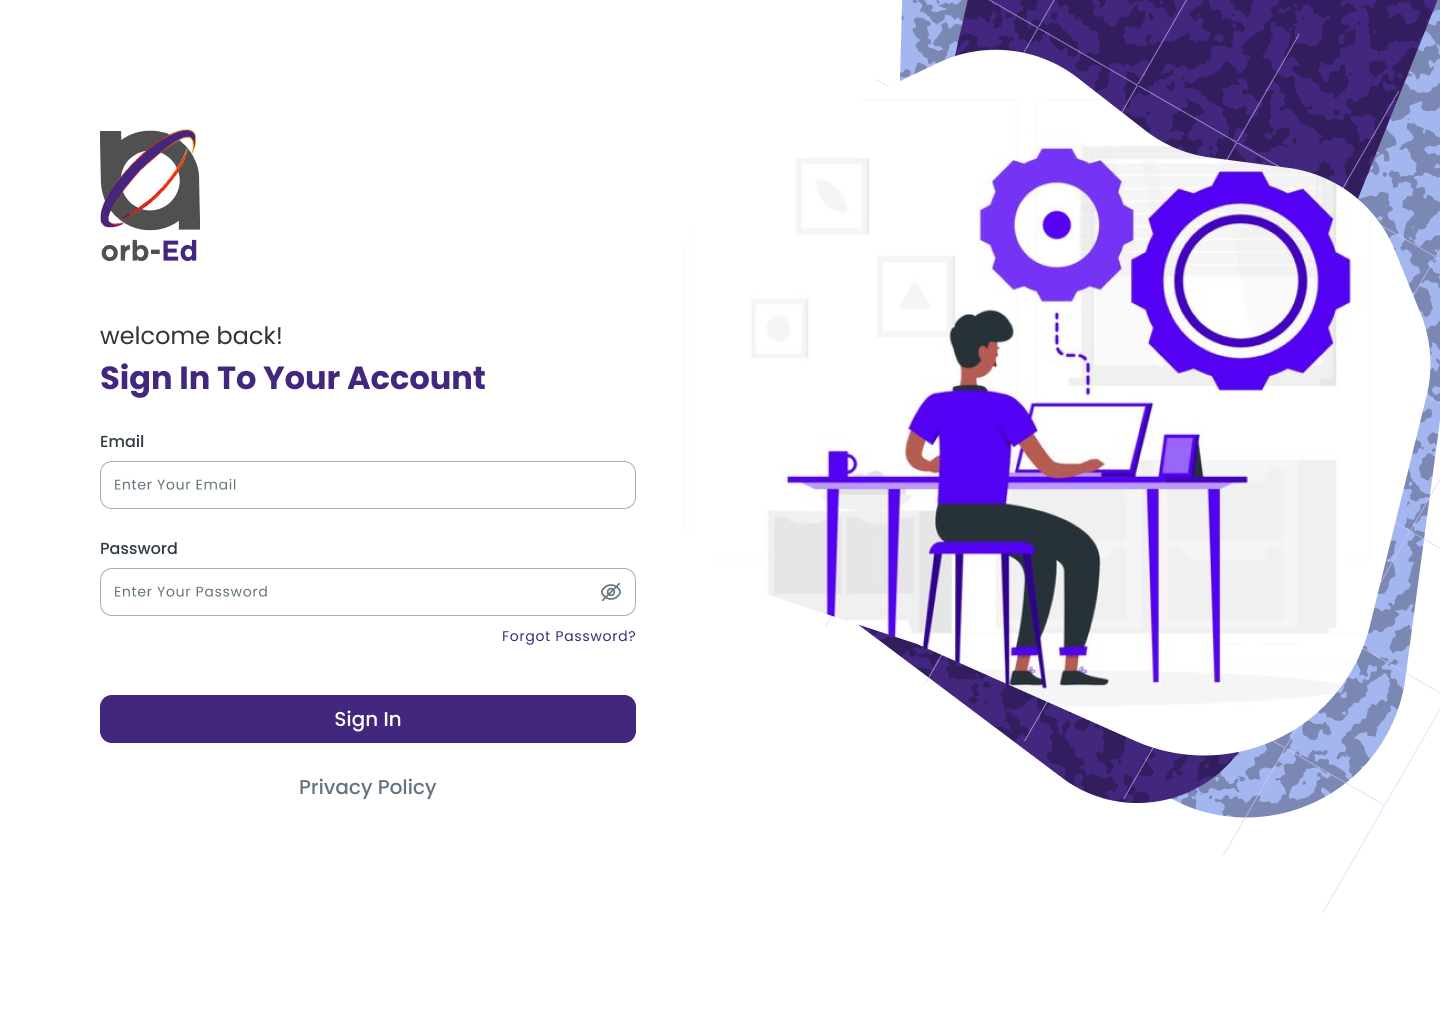 orb-Ed
welcome back!
Sign In To Your Account
Email
Enter Your Email
Password
Enter Your Password
Forgot Password?
Sign In
Privacy Policy